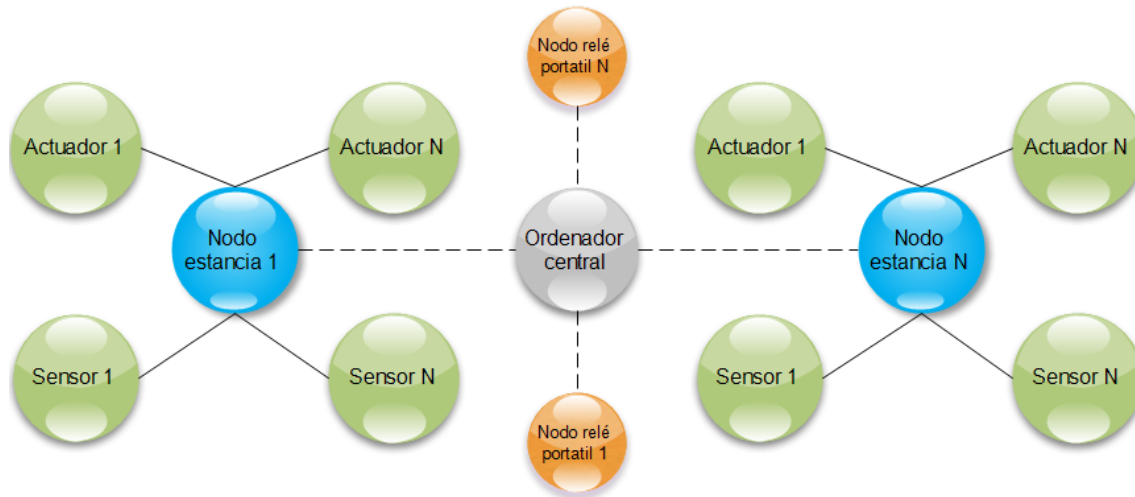 Nodo relé
portatil N
Actuador 1
Actuador N
Actuador 1
Actuador N
Nodo
estancia 1
Ordenador
central
Nodo
estancia N
Sensor 1
Sensor N
Sensor 1
Sensor N
Nodo relé
portatil 1